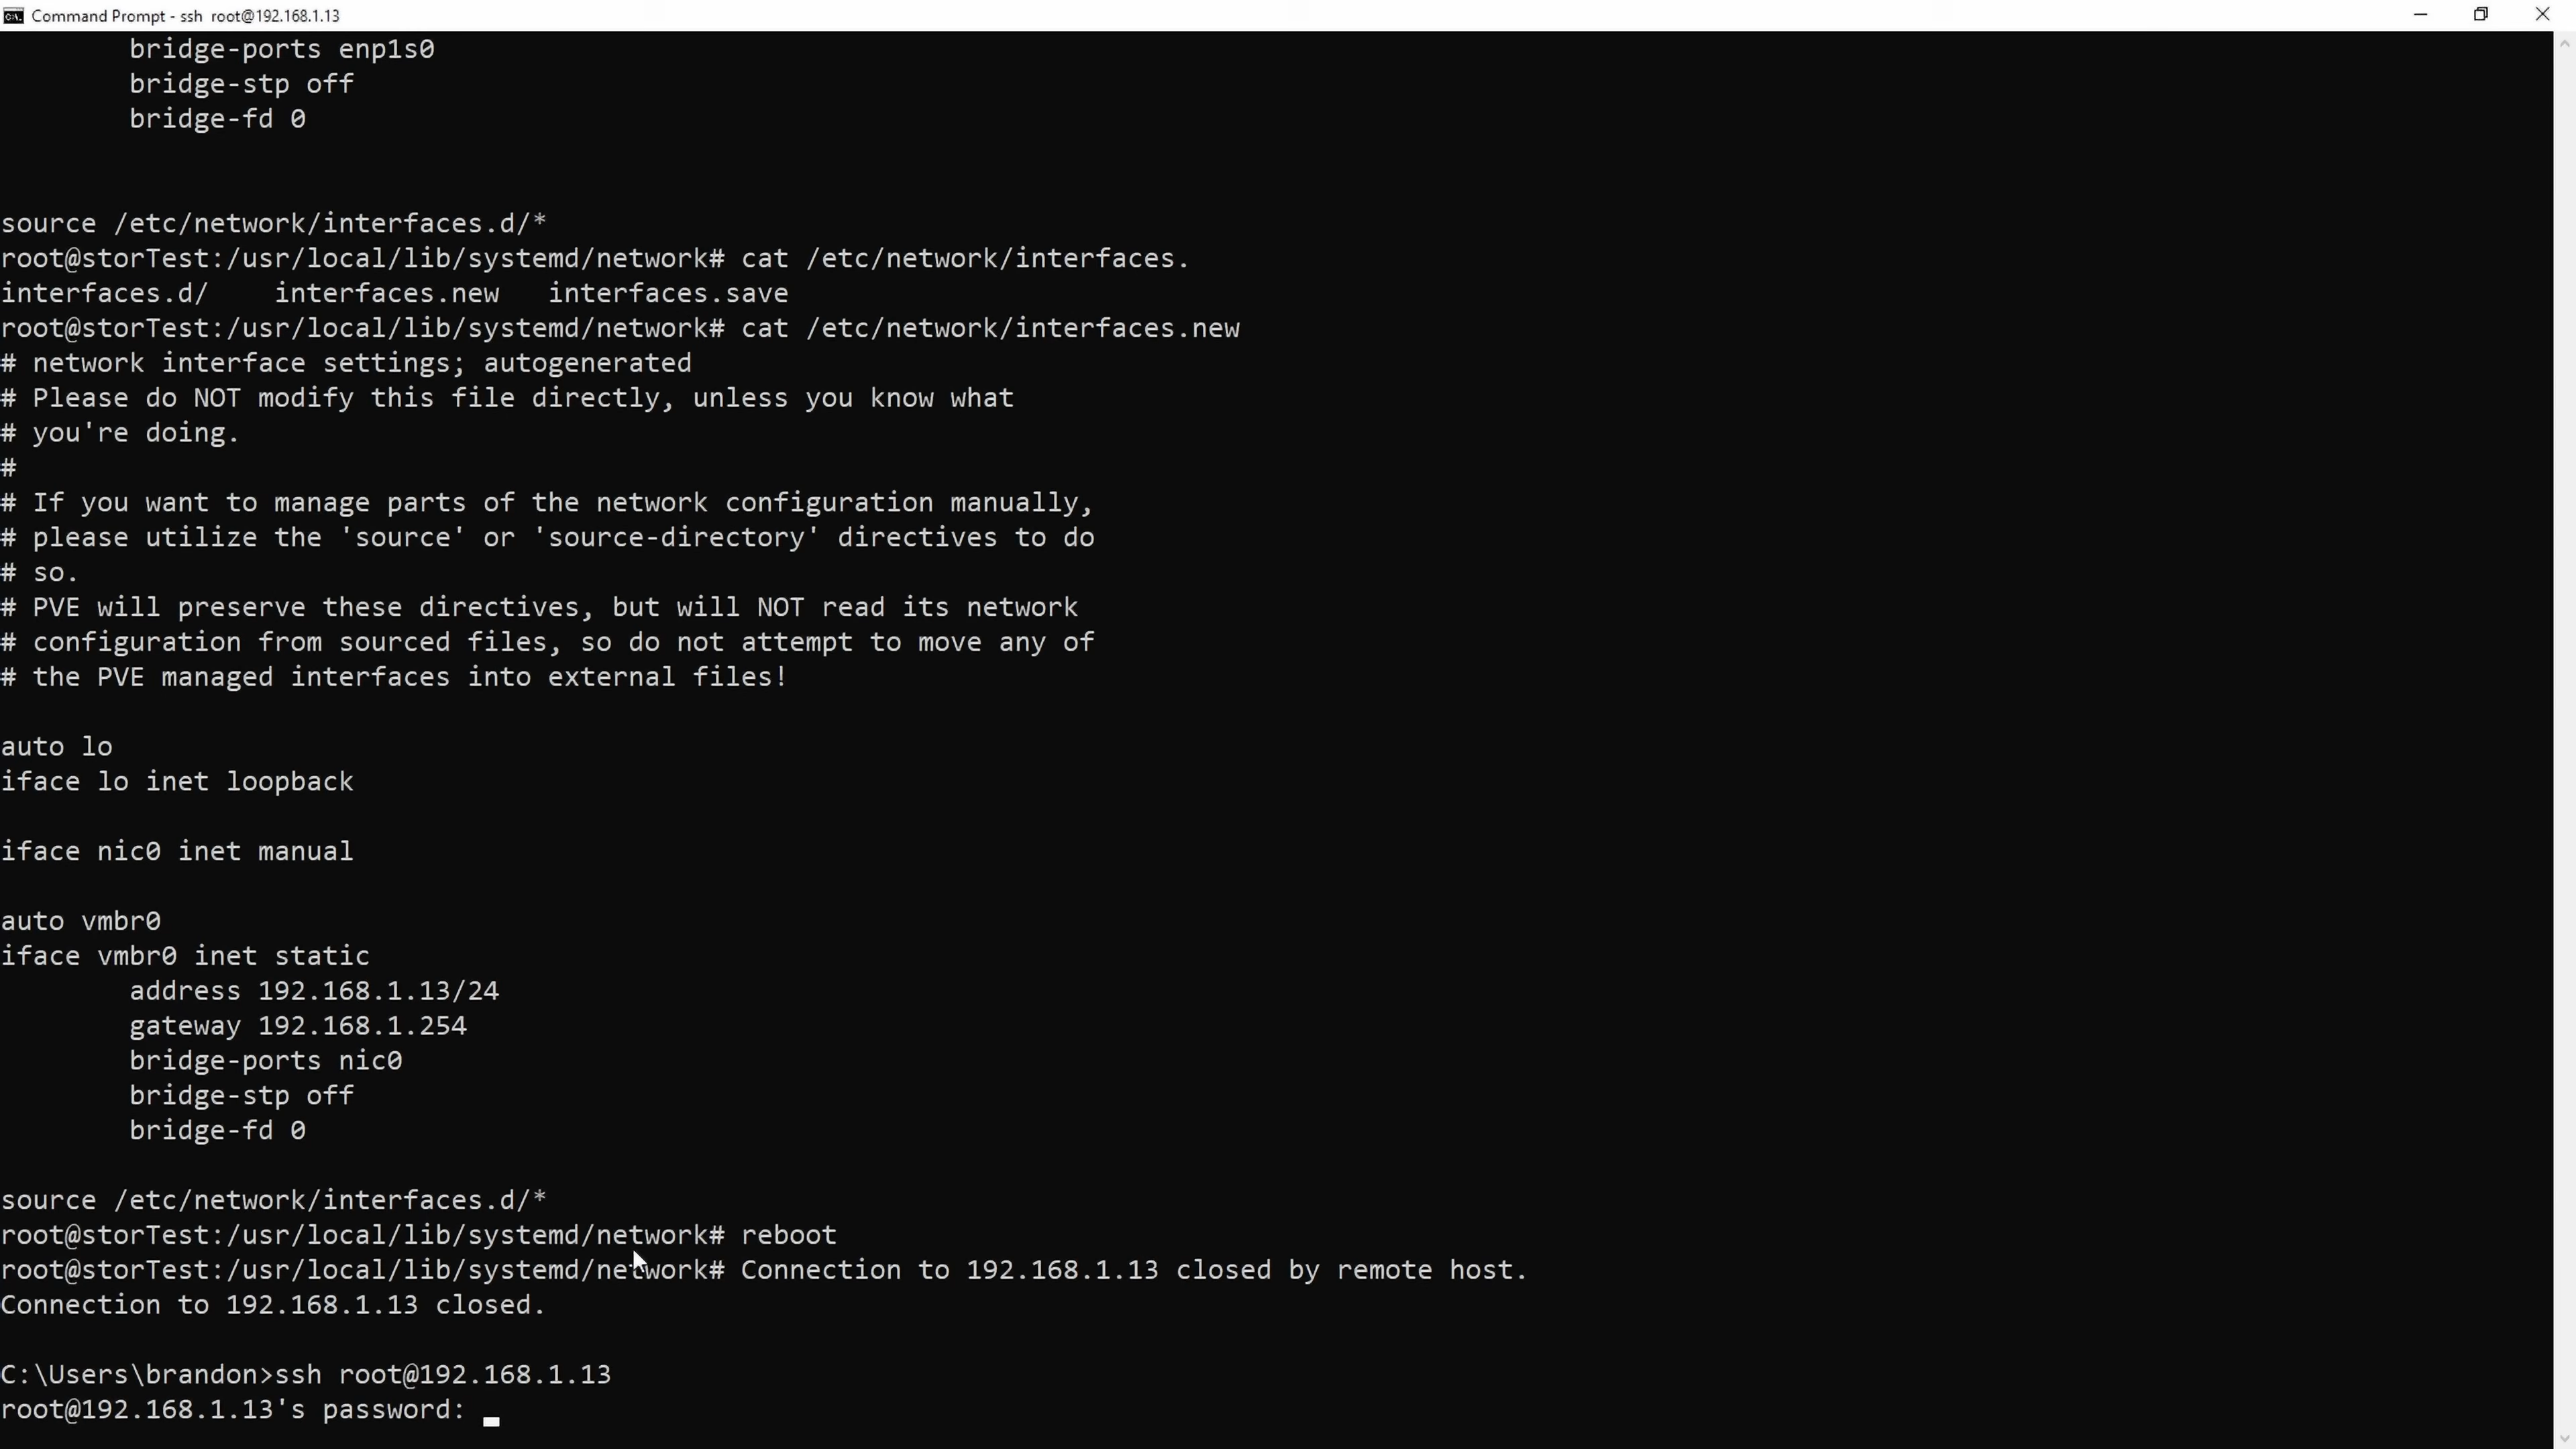 Command Prompt - ssh root@192.168.1.13
bridge-ports enp1s0
bridge-stp off
bridge-fd 0
source /etc/network/interfaces.d/*
root@storTest:/usr/local/lib/systemd/network# cat /etc/network/interfaces.
interfaces.d/ interfaces.new interfaces.save
root@storTest:/usr/local/lib/systemd/network# cat /etc/network/interfaces.new
# network interface settings; autogenerated
# Please do NOT modify this file directly, unless you know what
# you're doing.
#
# If you want to manage parts of the network configuration manually,
# please utilize the 'source' or 'source-directory' directives to do
# so.
# PVE will preserve these directives, but will NOT read its network
# configuration from sourced files, so do not attempt to move any of
# the PVE managed interfaces into external files!
auto lo
iface lo inet loopback
iface nic0 inet manual
auto vmbr0
iface vmbr0 inet static
address 192.168.1.13/24
gateway 192.168.1.254
bridge-ports nic0
bridge-stp off
bridge-fd 0
source /etc/network/interfaces.d/*
root@storTest:/usr/local/lib/systemd/network# reboot
root@storTest:/usr/local/lib/systemd/network# Connection to 192.168.1.13 closed by remote host.
Connection to 192.168.1.13 closed.
C:\Users\brandon>ssh root@192.168.1.13
root@192.168.1.13's password: